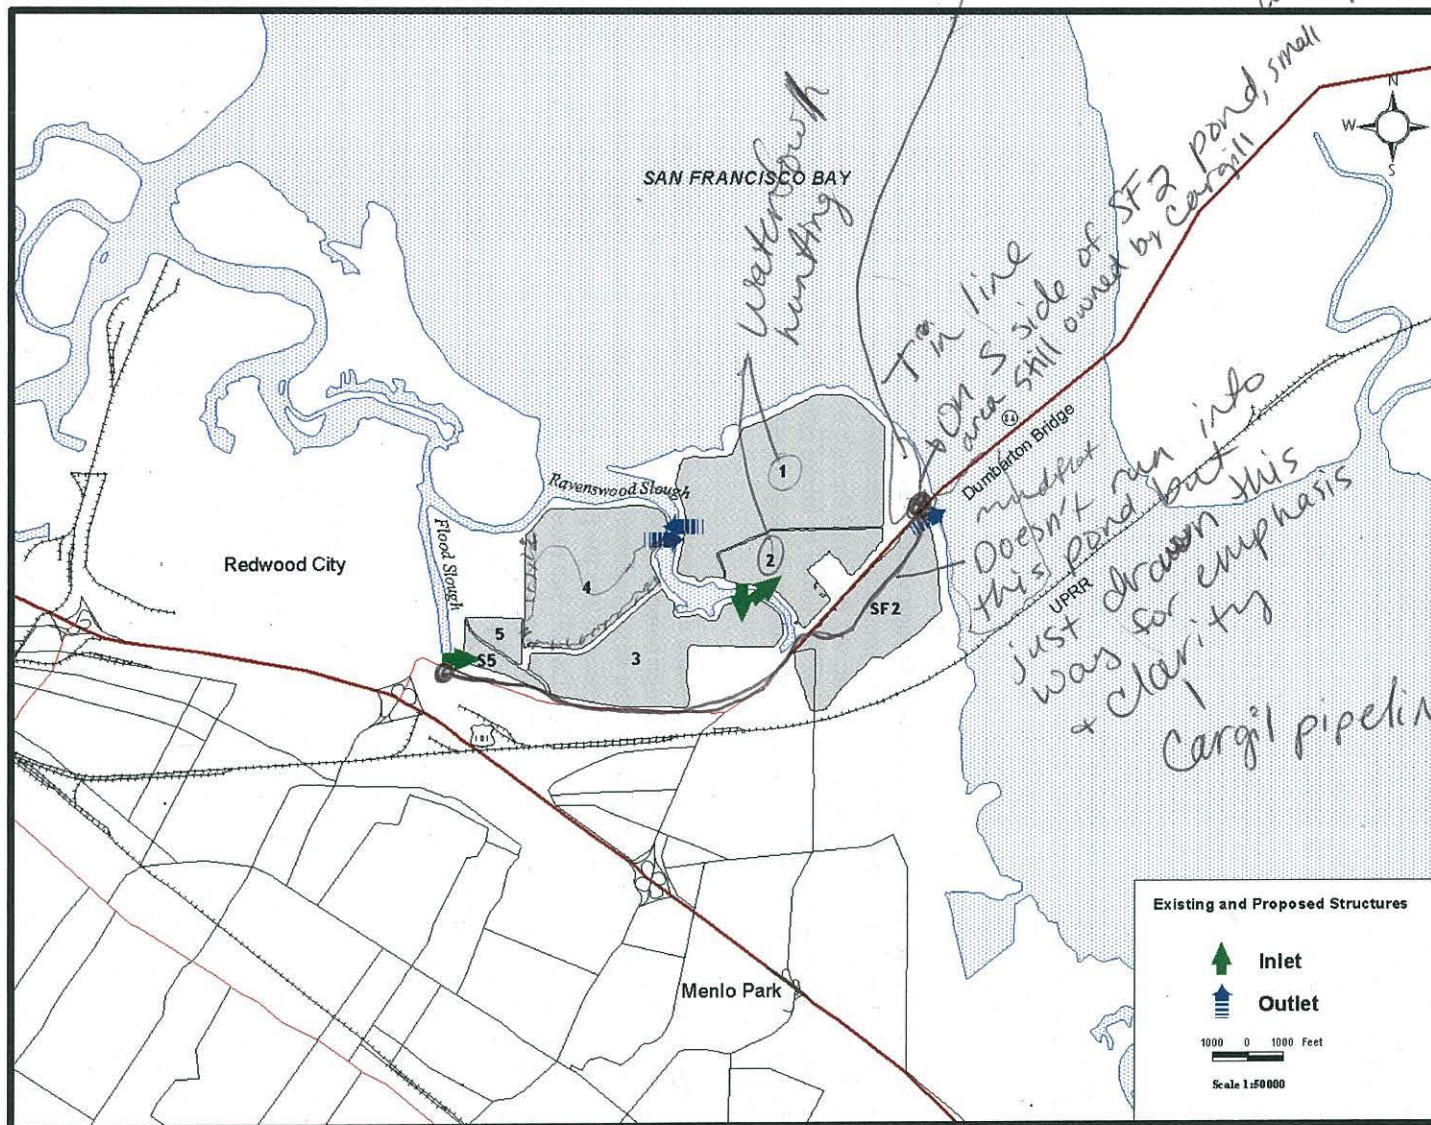 N
W
S
SAN FRANCISCO BAY
waterfowl
hunting
T in line
on S side of SF2 pond, small
area still owned by Cargill
84
Dumbarton Bridge
mudflat
Doesn't run into
this pond but
just drawn this
way for emphasis
+ clarity
Cargil pipelin
UPRR
1
2
3
4
5
S5
SF2
Ravenswood Slough
Flood Slough
Redwood City
101
Menlo Park
Existing and Proposed Structures
Inlet
Outlet
1000 0 1000 Feet
Scale 1:50000